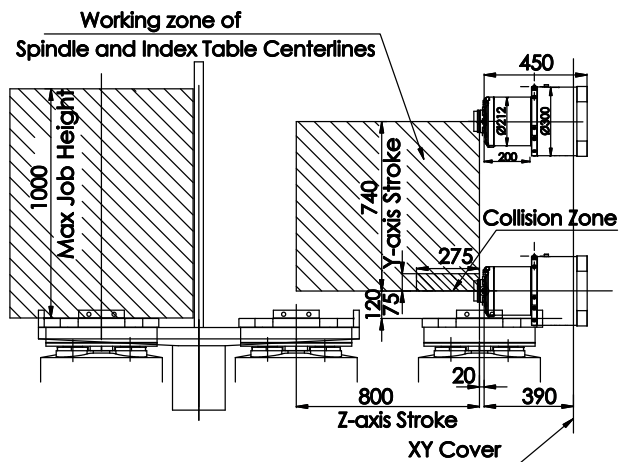 Working zone of
Spindle and Index Table Centerlines
450
Ø212
Ø300
200
1000
Max Job Height
740
Y-axis Stroke
Collision Zone
275
120
75
20
800
390
Z-axis Stroke
XY Cover